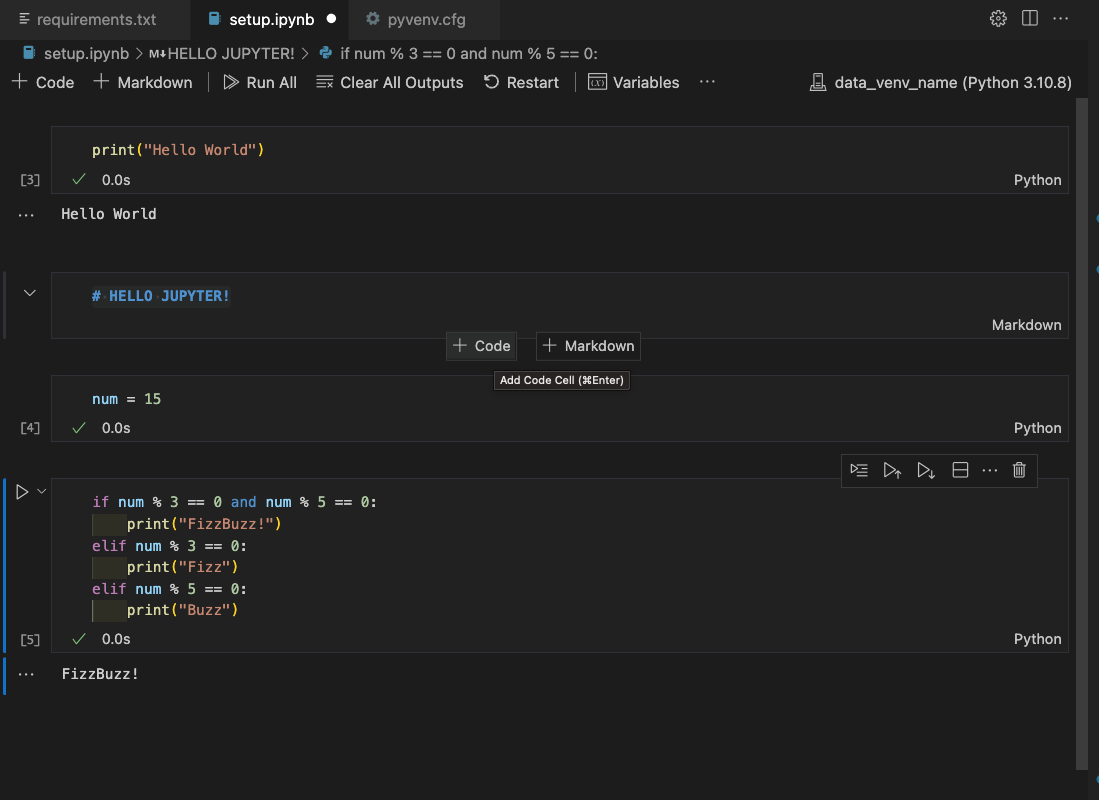 requirements.txt setup.ipynb pyvenv.cfg
setup.ipynb > M↓HELLO JUPYTER! > if num % 3 == 0 and num % 5 == 0:
+ Code + Markdown Run All Clear All Outputs Restart Variables ... data_venv_name (Python 3.10.8)
print("Hello World")
[3] 0.0s Python
... Hello World
# HELLO JUPYTER!
Markdown
+ Code + Markdown
Add Code Cell (⌘Enter)
num = 15
[4] 0.0s Python
if num % 3 == 0 and num % 5 == 0:
    print("FizzBuzz!")
elif num % 3 == 0:
    print("Fizz")
elif num % 5 == 0:
    print("Buzz")
[5] 0.0s Python
... FizzBuzz!